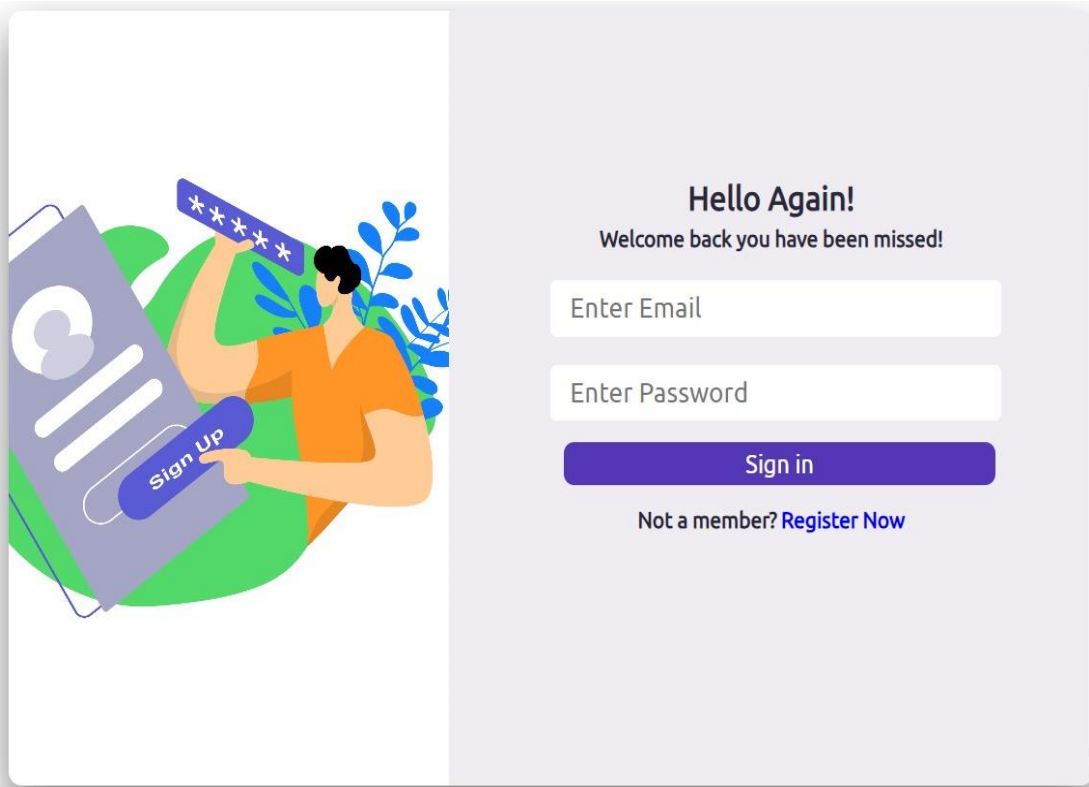 *****
Sign Up
Hello Again!
Welcome back you have been missed!
Enter Email
Enter Password
Sign in
Not a member? Register Now